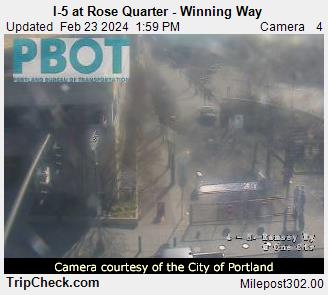 I-5 at Rose Quarter - Winning Way
Updated Feb 23 2024 1:59 PM Camera 4
PBOT
PORTLAND BUREAU OF TRANSPORTATION
Camera courtesy of the City of Portland
TripCheck.com Milepost302.00